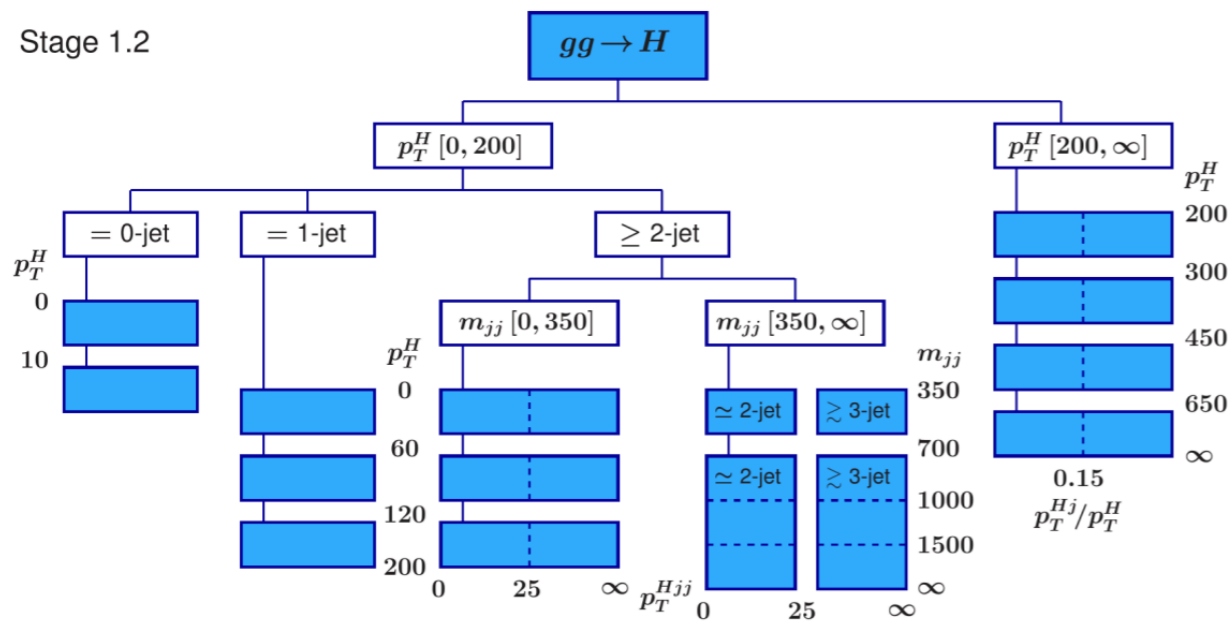 Stage 1.2
gg → H
p_T^H [0, 200]
p_T^H [200, ∞]
= 0-jet
= 1-jet
≥ 2-jet
p_T^H
0
10
m_jj [0, 350]
m_jj [350, ∞]
p_T^H
0
60
120
200
0 25 ∞
≃ 2-jet ≳ 3-jet
≃ 2-jet ≳ 3-jet
m_jj
350
700
1000
1500
∞
p_T^Hjj 0 25 ∞
p_T^H
200
300
450
650
∞
0.15
p_T^Hj/p_T^H